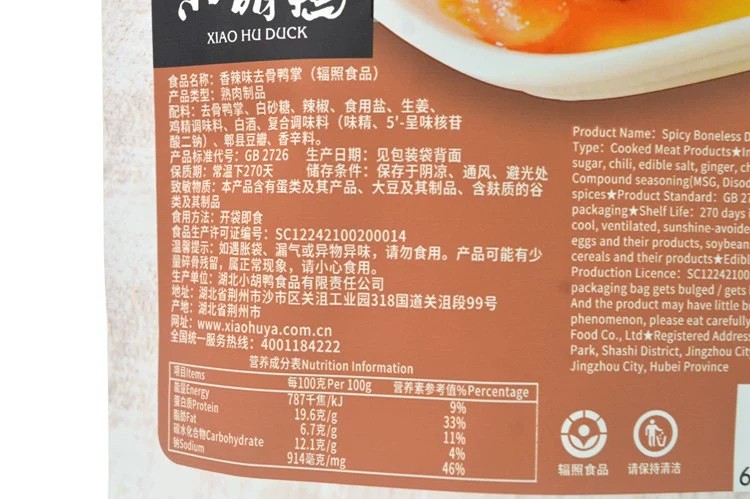 小胡鸭
XIAO HU DUCK
食品名称：香辣味去骨鸭掌（辐照食品）
产品类型：熟肉制品
配料：去骨鸭掌、白砂糖、辣椒、食用盐、生姜、
鸡精调味料、白酒、复合调味料（味精、5'-呈味核苷
酸二钠）、郫县豆瓣、香辛料。
产品标准代号：GB 2726 生产日期：见包装袋背面
保质期：常温下270天 储存条件：保存于阴凉、通风、避光处
致敏物质：本产品含有蛋类及其产品、大豆及其制品、含麸质的谷
类及其制品
食用方法：开袋即食
食品生产许可证编号：SC12242100200014
温馨提示：如遇胀袋、漏气或异物异味，请勿食用。产品可能有少
量碎骨残留，属正常现象，请小心食用。
生产单位：湖北小胡鸭食品有限责任公司
地址：湖北省荆州市沙市区关沮工业园318国道关沮段99号
产地：湖北省荆州市
网址：www.xiaohuya.com.cn
全国统一服务热线：4001184222
营养成分表Nutrition Information
项目Items 每100克Per 100g 营养素参考值%Percentage
能量Energy 787千焦/kJ 9%
蛋白质Protein 19.6克/g 33%
脂肪Fat 6.7克/g 11%
碳水化合物Carbohydrate 12.1克/g 4%
钠Sodium 914毫克/mg 46%
Product Name：Spicy Boneless D
Type：Cooked Meat Products★In
sugar, chili, edible salt, ginger, ch
Compound seasoning(MSG, Disod
spices★Product Standard：GB 27
packaging★Shelf Life：270 days
cool, ventilated, sunshine-avoide
eggs and their products, soybean
cereals and their products★Edibl
Production Licence：SC1224210
packaging bag gets bulged / gets
And the product may have little b
phenomenon, please eat carefully
Food Co., Ltd★Registered Address
Park, Shashi District, Jingzhou Cit
Jingzhou City, Hubei Province
辐照食品 请保持清洁
6